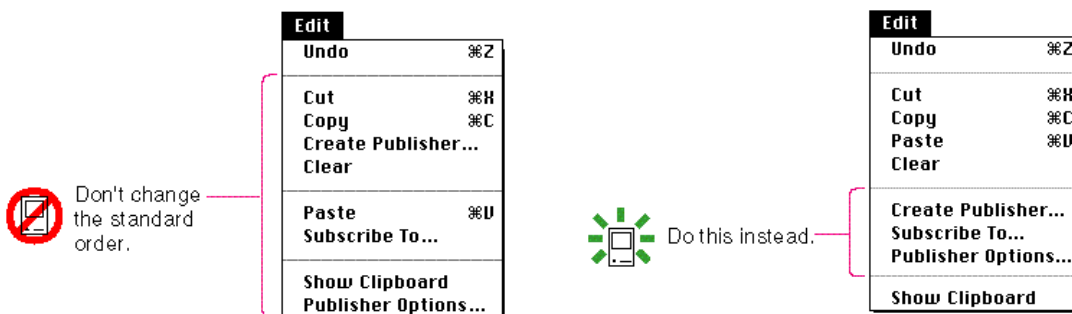 Edit
Undo ⌘Z
Cut ⌘X
Copy ⌘C
Create Publisher...
Clear
Paste ⌘V
Subscribe To...
Show Clipboard
Publisher Options...
Don't change
the standard
order.
Edit
Undo ⌘Z
Cut ⌘X
Copy ⌘C
Paste ⌘V
Clear
Create Publisher...
Subscribe To...
Publisher Options...
Show Clipboard
Do this instead.